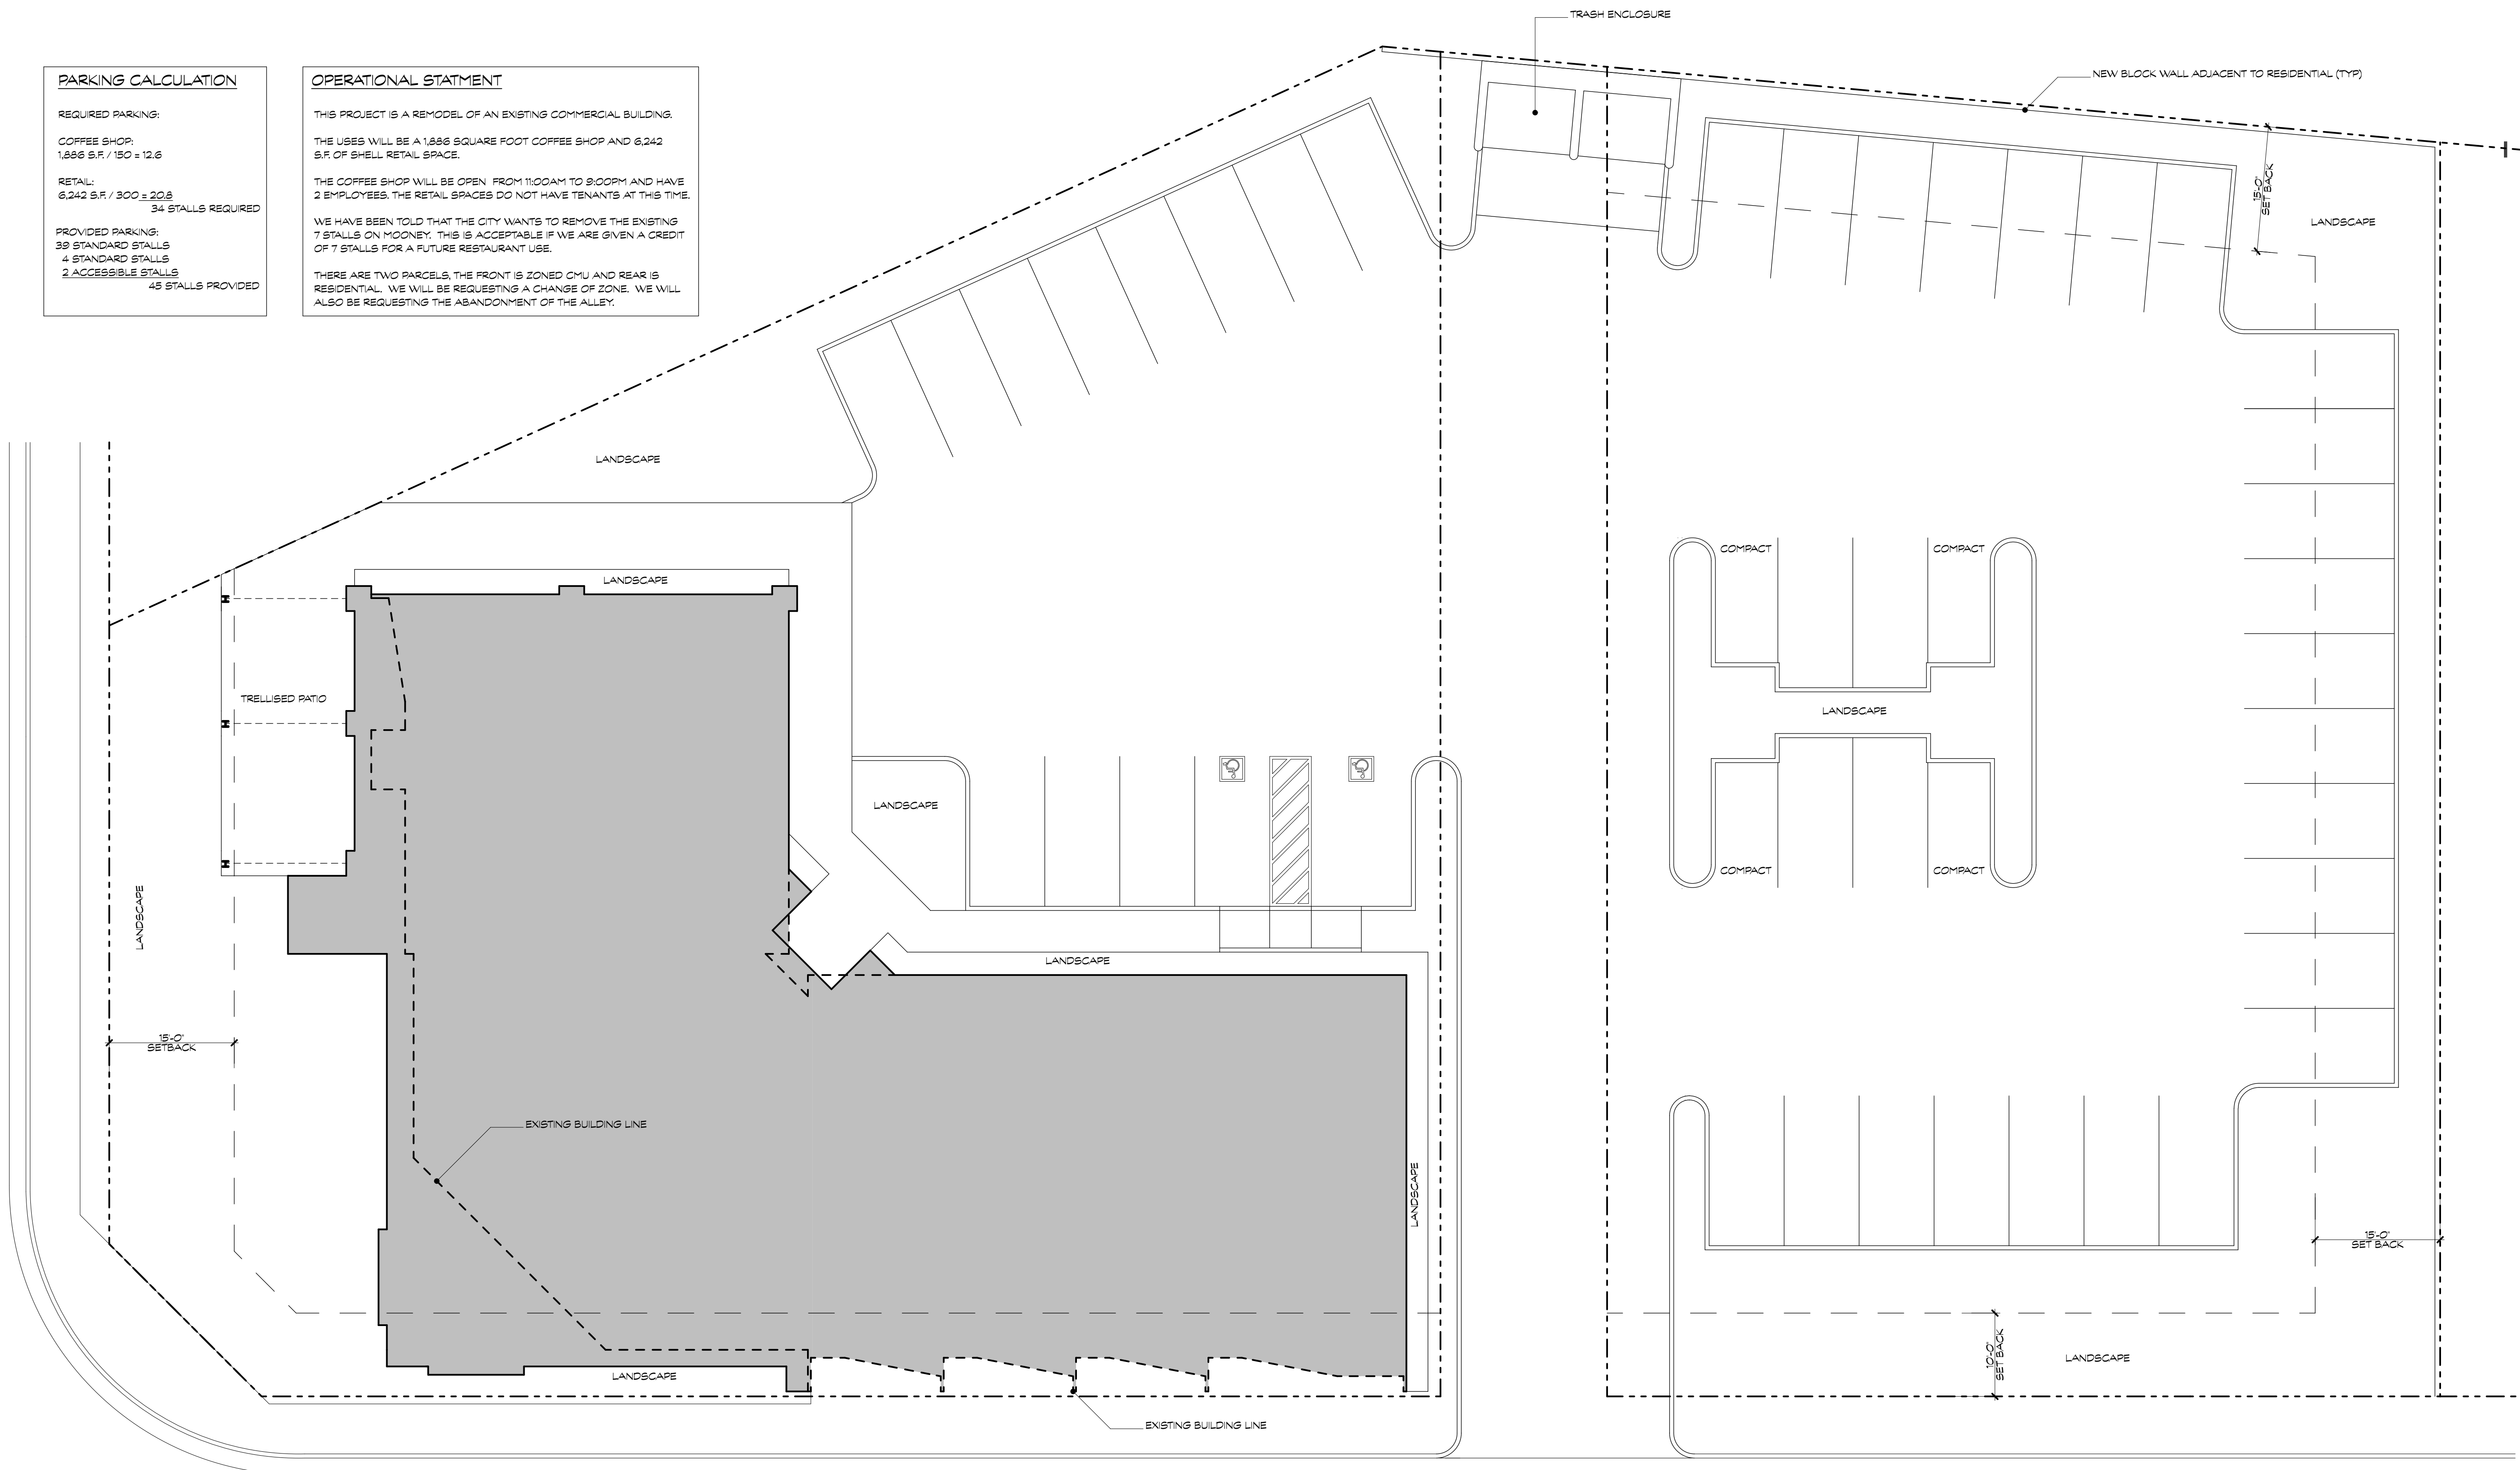 TRASH ENCLOSURE
NEW BLOCK WALL ADJACENT TO RESIDENTIAL (TYP)
PARKING CALCULATION
REQUIRED PARKING:
COFFEE SHOP:
1,886 S.F. / 150 = 12.6
RETAIL:
6,242 S.F. / 300 = 20.8
34 STALLS REQUIRED
PROVIDED PARKING:
39 STANDARD STALLS
4 STANDARD STALLS
2 ACCESSIBLE STALLS
45 STALLS PROVIDED
OPERATIONAL STATMENT
THIS PROJECT IS A REMODEL OF AN EXISTING COMMERCIAL BUILDING.
THE USES WILL BE A 1,886 SQUARE FOOT COFFEE SHOP AND 6,242
S.F. OF SHELL RETAIL SPACE.
THE COFFEE SHOP WILL BE OPEN FROM 11:00AM TO 9:00PM AND HAVE
2 EMPLOYEES. THE RETAIL SPACES DO NOT HAVE TENANTS AT THIS TIME.
WE HAVE BEEN TOLD THAT THE CITY WANTS TO REMOVE THE EXISTING
7 STALLS ON MOONEY. THIS IS ACCEPTABLE IF WE ARE GIVEN A CREDIT
OF 7 STALLS FOR A FUTURE RESTAURANT USE.
THERE ARE TWO PARCELS, THE FRONT IS ZONED CMU AND REAR IS
RESIDENTIAL. WE WILL BE REQUESTING A CHANGE OF ZONE. WE WILL
ALSO BE REQUESTING THE ABANDONMENT OF THE ALLEY.
15'-0"
SET BACK
LANDSCAPE
LANDSCAPE
COMPACT
COMPACT
LANDSCAPE
TRELLISED PATIO
LANDSCAPE
LANDSCAPE
COMPACT
COMPACT
LANDSCAPE
LANDSCAPE
15'-0"
SETBACK
EXISTING BUILDING LINE
LANDSCAPE
15'-0"
SET BACK
10'-0"
SET BACK
LANDSCAPE
LANDSCAPE
EXISTING BUILDING LINE